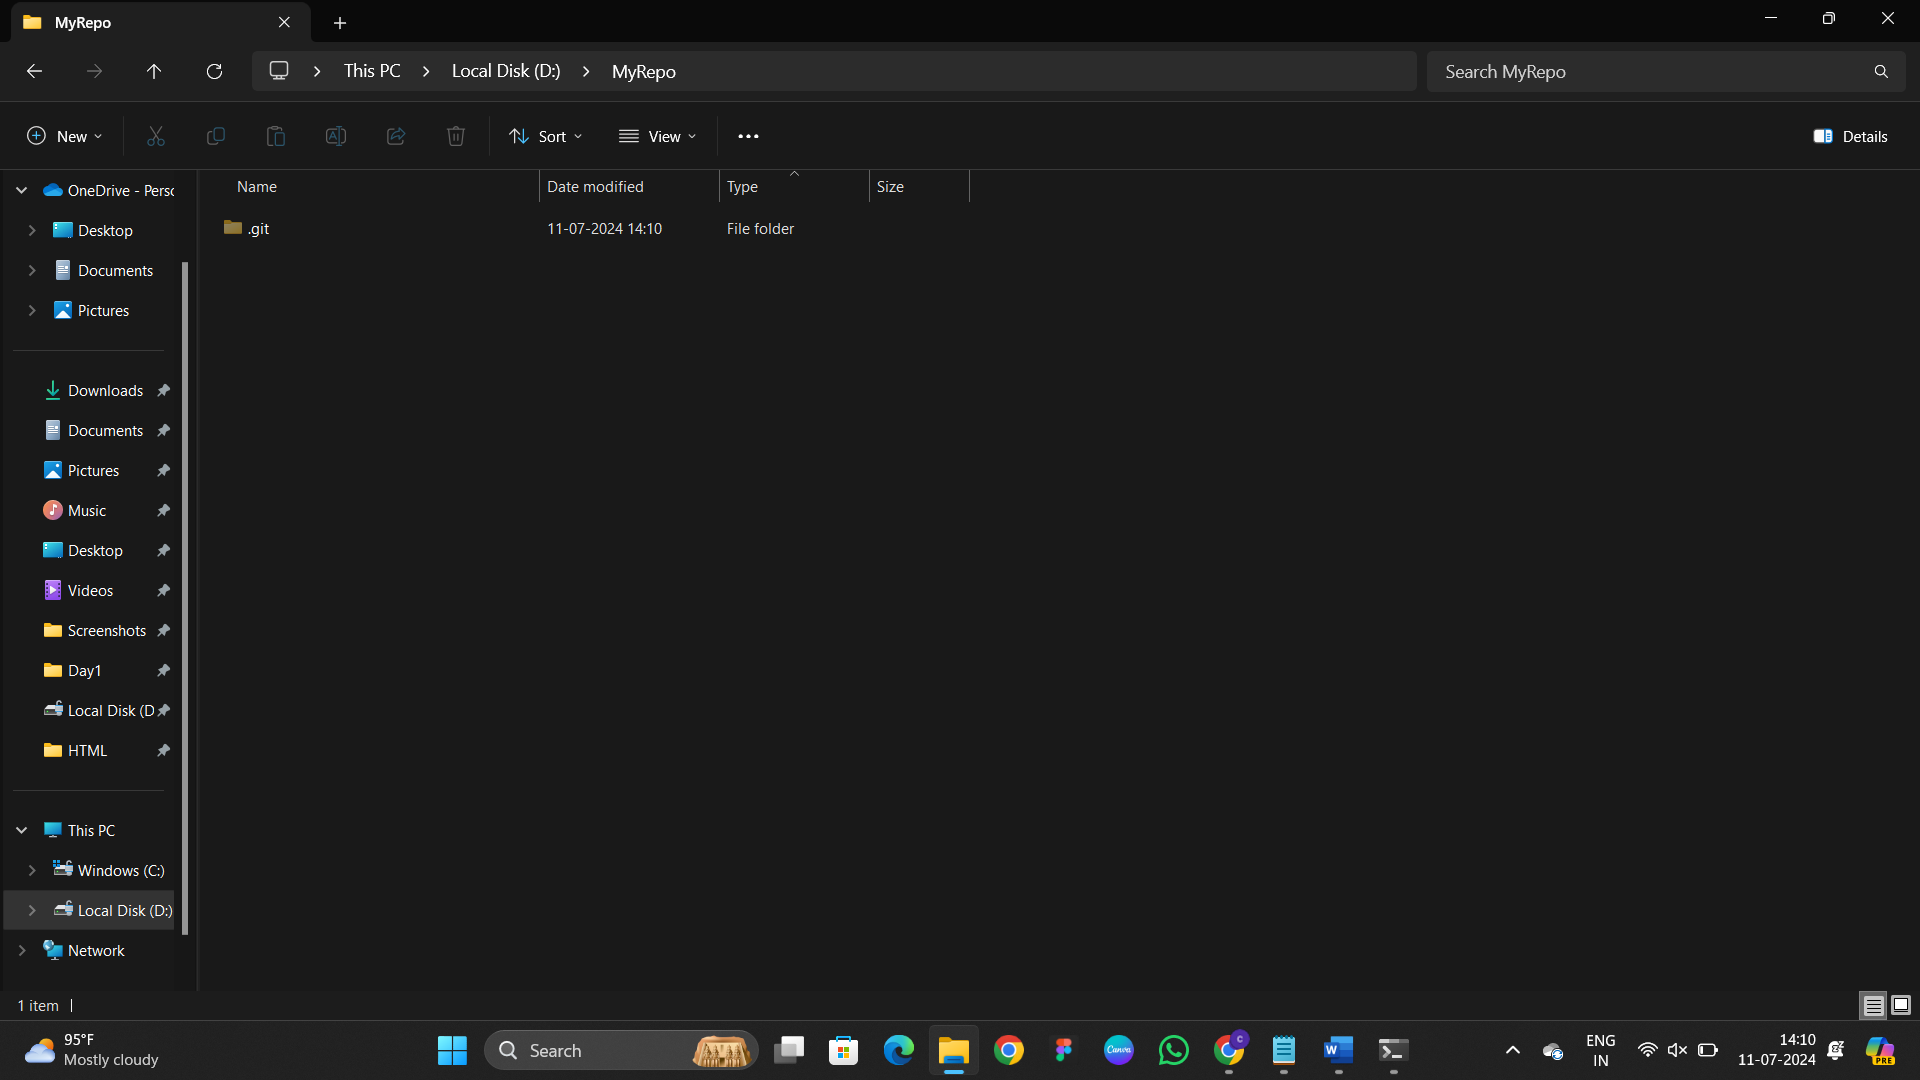 MyRepo
This PC
Local Disk (D:)
MyRepo
Search MyRepo
New
Sort
View
Details
Name
Date modified
Type
Size
.git
11-07-2024 14:10
File folder
OneDrive - Perso
Desktop
Documents
Pictures
Downloads
Documents
Pictures
Music
Desktop
Videos
Screenshots
Day1
Local Disk (D
HTML
This PC
Windows (C:)
Local Disk (D:)
Network
1 item
95°F
Mostly cloudy
Search
Canva
C
W
ENG
IN
14:10
11-07-2024
PRE